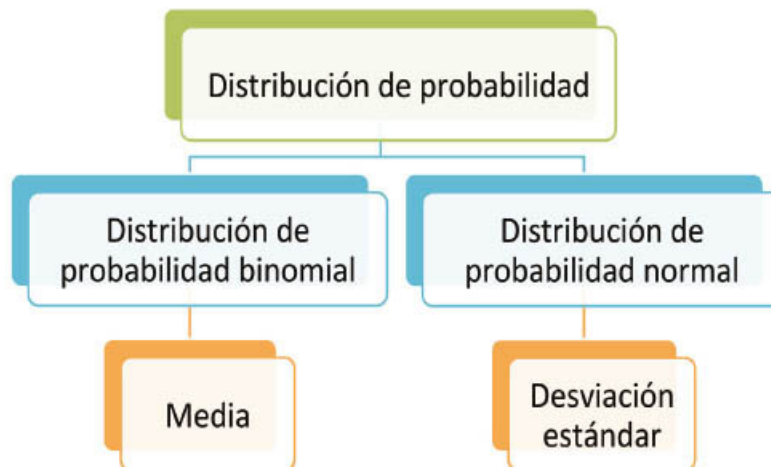 Distribución de probabilidad
Distribución de
probabilidad binomial
Distribución de
probabilidad normal
Media
Desviación
estándar